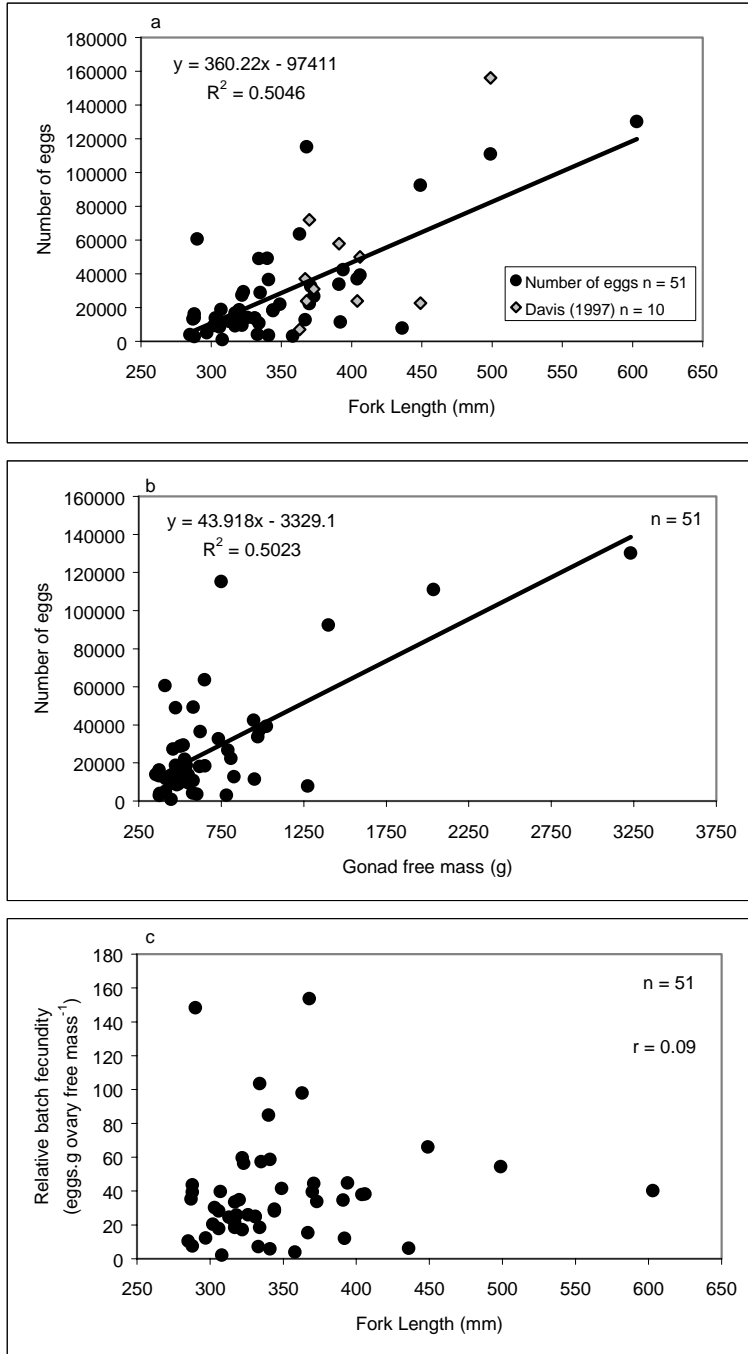 a
180000
160000
140000
120000
100000
80000
60000
40000
20000
0
y = 360.22x - 97411
R² = 0.5046
Number of eggs
Number of eggs n = 51
Davis (1997) n = 10
250 300 350 400 450 500 550 600 650
Fork Length (mm)
b
160000
140000
120000
100000
80000
60000
40000
20000
0
y = 43.918x - 3329.1
R² = 0.5023
n = 51
Number of eggs
250 750 1250 1750 2250 2750 3250 3750
Gonad free mass (g)
c
180
160
140
120
100
80
60
40
20
0
n = 51
r = 0.09
Relative batch fecundity
(eggs.g ovary free mass⁻¹)
250 300 350 400 450 500 550 600 650
Fork Length (mm)